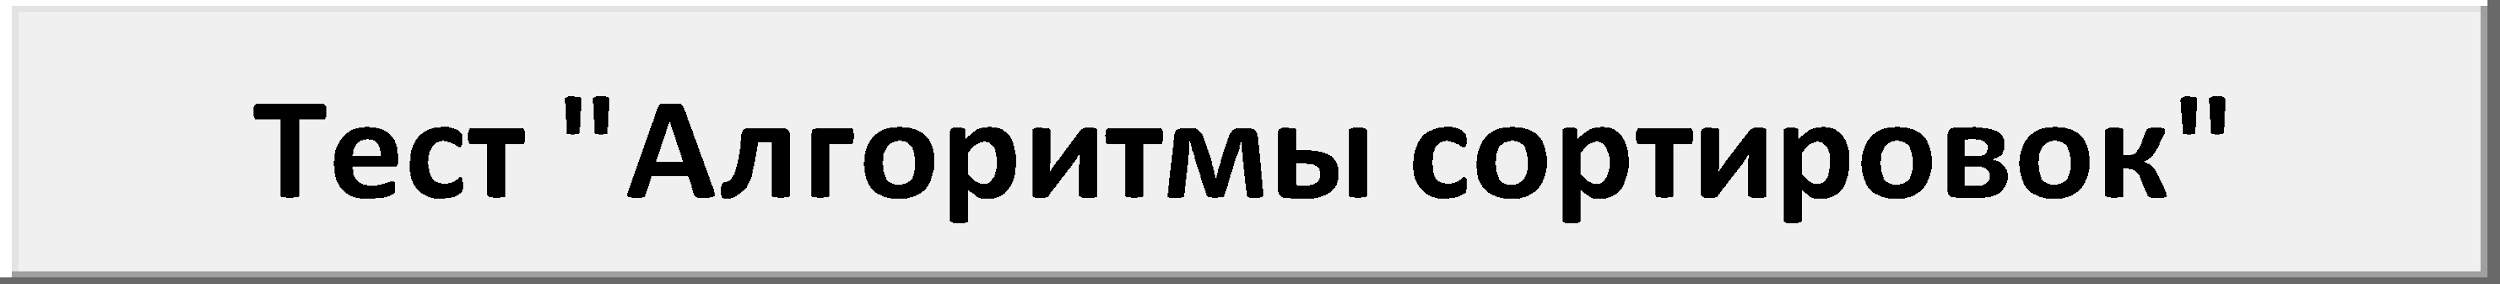 Тест "Алгоритмы сортировок"